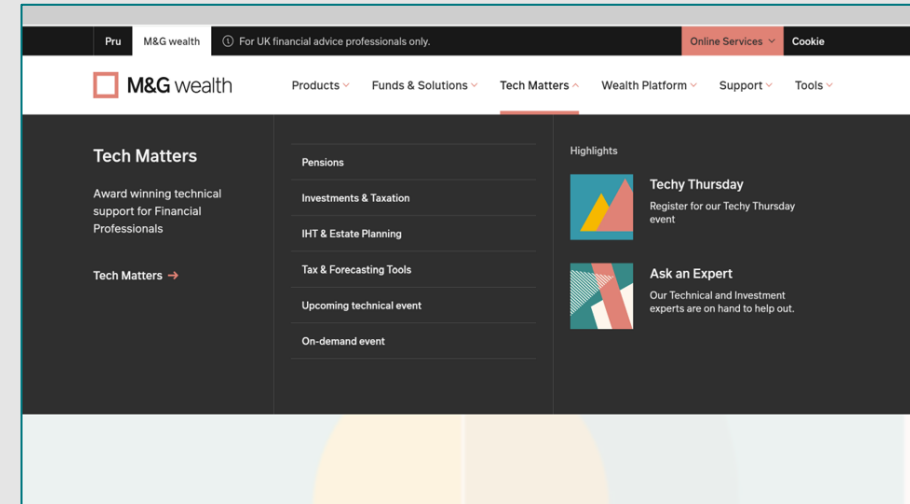 Pru
M&G wealth
For UK financial advice professionals only.
Online Services
Cookie
M&G wealth
Products
Funds & Solutions
Tech Matters
Wealth Platform
Support
Tools
Tech Matters
Award winning technical
support for Financial
Professionals
Tech Matters →
Pensions
Investments & Taxation
IHT & Estate Planning
Tax & Forecasting Tools
Upcoming technical event
On-demand event
Highlights
Techy Thursday
Register for our Techy Thursday
event
Ask an Expert
Our Technical and Investment
experts are on hand to help out.